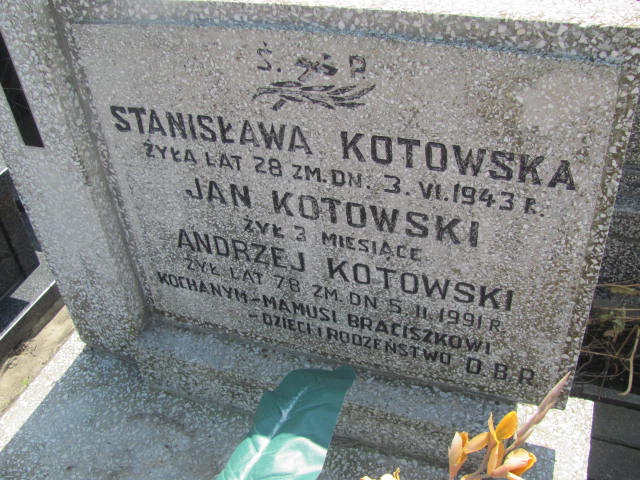 Ś. P.
STANISŁAWA KOTOWSKA
ŻYŁA LAT 28 ZM. DN. 3. VI. 1943 R.
JAN KOTOWSKI
ŻYŁ 3 MIESIĄCE
ANDRZEJ KOTOWSKI
ŻYŁ LAT 78 ZM. DN 5. II. 1991 R.
KOCHANYM - MAMUSI BRACISZKOWI
- DZIECI I RODZEŃSTWO O.B.R.